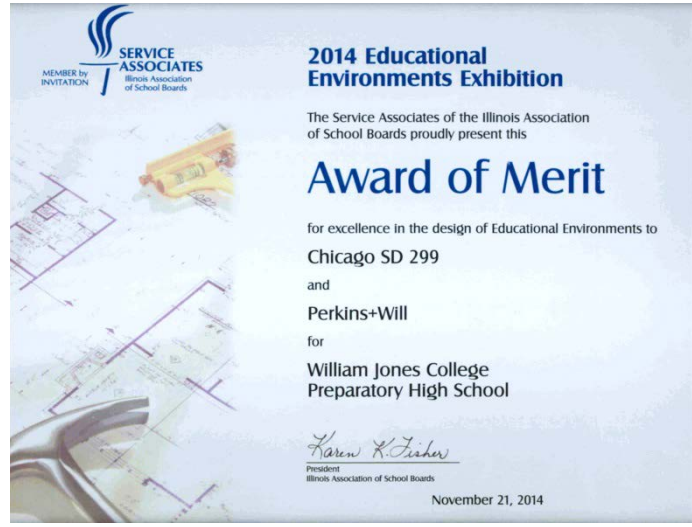 SERVICE
ASSOCIATES
Illinois Association
of School Boards
MEMBER by
INVITATION
2014 Educational
Environments Exhibition
The Service Associates of the Illinois Association
of School Boards proudly present this
Award of Merit
for excellence in the design of Educational Environments to
Chicago SD 299
and
Perkins+Will
for
William Jones College
Preparatory High School
Karen K. Fisher
President
Illinois Association of School Boards
November 21, 2014